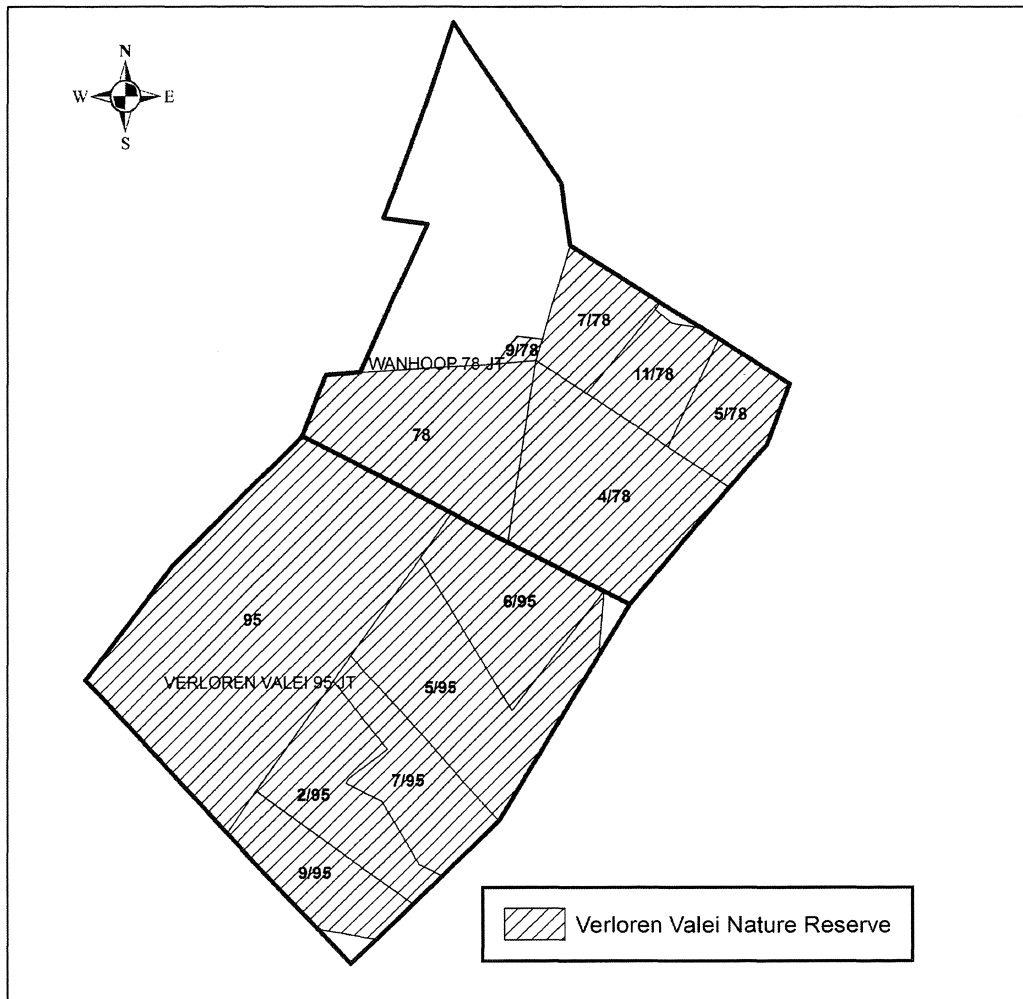 N
W E
S
7/78
9/78
WANHOOP 78 JT
11/78
5/78
78
4/78
6/95
95
VERLOREN VALEI 95 JT
5/95
7/95
2/95
9/95
Verloren Valei Nature Reserve